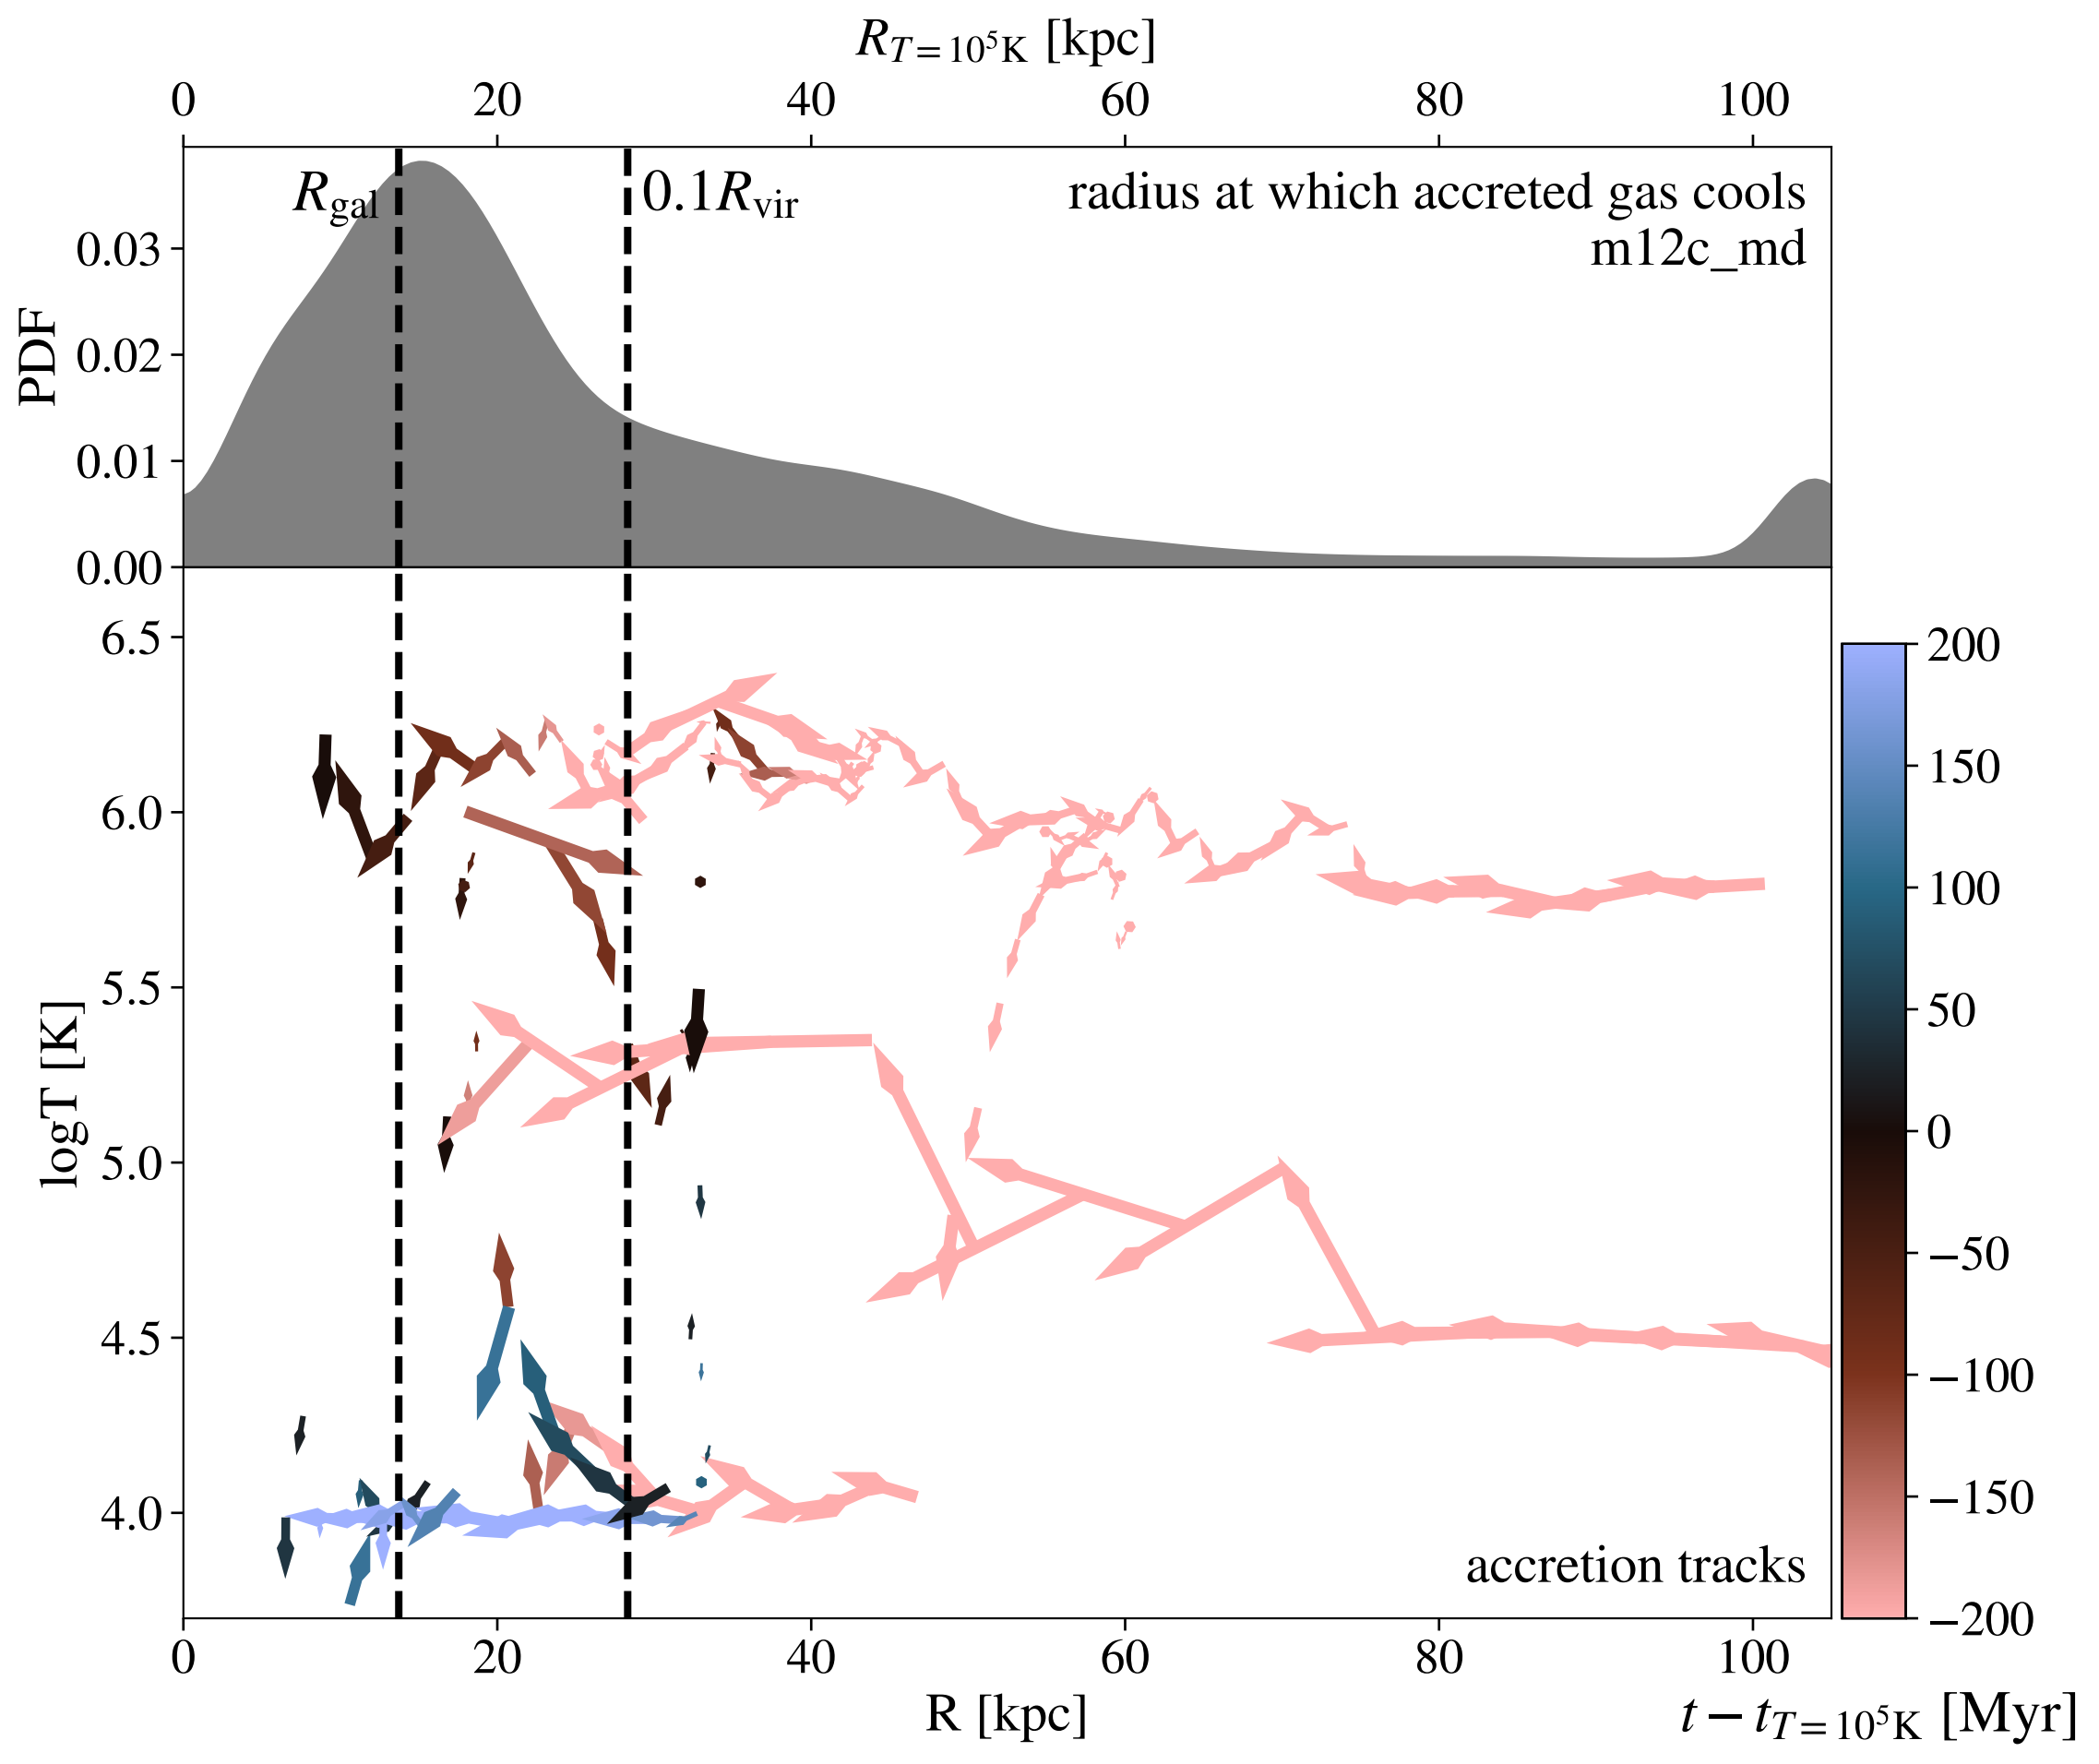 R_{T=10^5K} [kpc]
0 20 40 60 80 100
R_gal
0.1R_vir
radius at which accreted gas cools
m12c_md
PDF
0.03
0.02
0.01
0.00
6.5
6.0
5.5
5.0
4.5
4.0
logT [K]
accretion tracks
200
150
100
50
0
−50
−100
−150
−200
0 20 40 60 80 100
R [kpc]
t − t_{T=10^5K} [Myr]